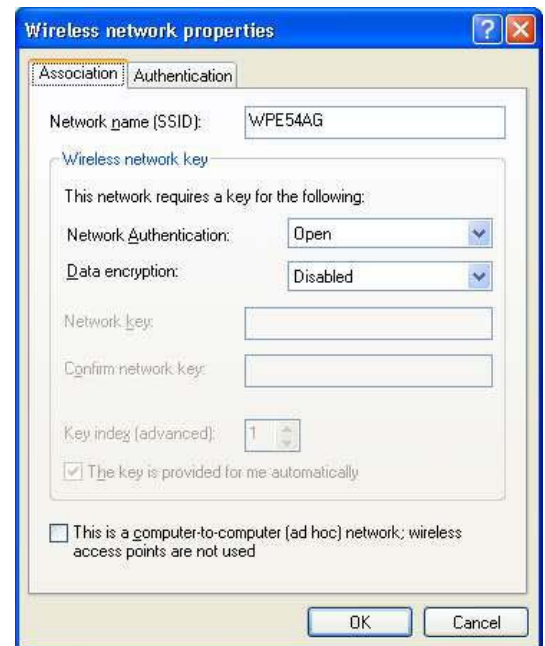 Wireless network properties
Association Authentication
Network name (SSID): WPE54AG
Wireless network key
This network requires a key for the following:
Network Authentication: Open
Data encryption: Disabled
Network key:
Confirm network key:
Key index (advanced): 1
The key is provided for me automatically
This is a computer-to-computer (ad hoc) network; wireless
access points are not used
OK Cancel